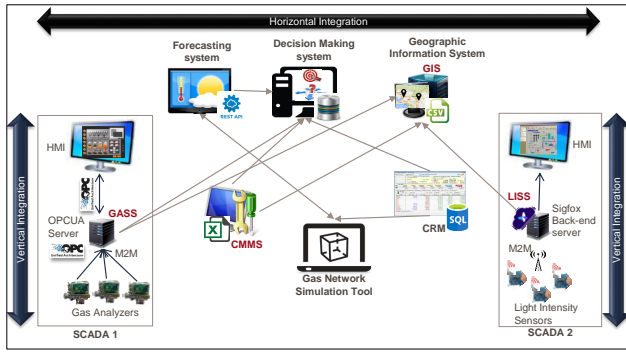 Horizontal Integration
Forecasting
system
Decision Making
system
Geographic
Information System
GIS
REST API
CSV
HMI
OPC
OPCUA
Server
GASS
OPC
M2M
Gas Analyzers
SCADA 1
Vertical Integration
CMMS
Gas Network
Simulation Tool
SQL
CRM
HMI
LISS
Sigfox
Back-end
server
M2M
Light Intensity
Sensors
SCADA 2
Vertical Integration